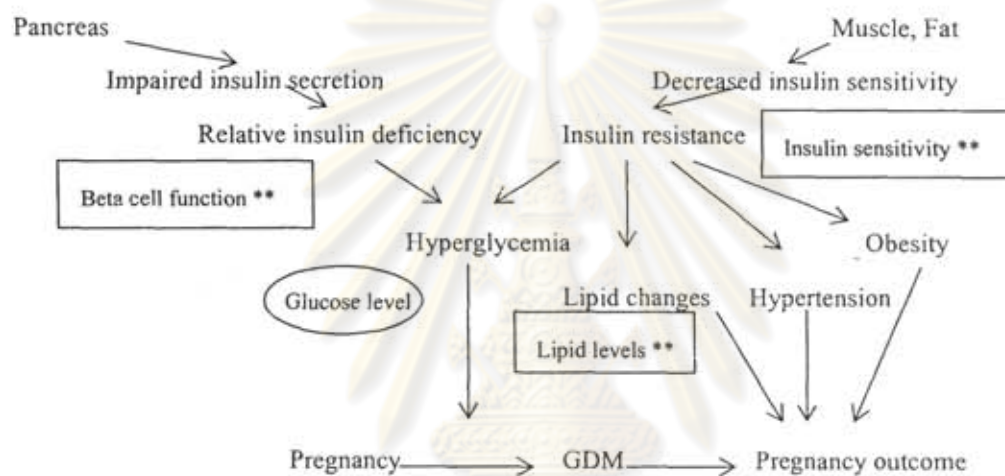 Pancreas Muscle, Fat
Impaired insulin secretion Decreased insulin sensitivity
Relative insulin deficiency Insulin resistance Insulin sensitivity **
Beta cell function **
Hyperglycemia Obesity
Glucose level Lipid changes Hypertension
Lipid levels **
Pregnancy GDM Pregnancy outcome